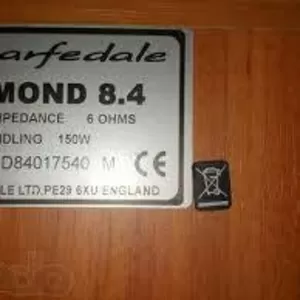 arfedale
MOND 8.4
PEDANCE 6 OHMS
NDLING 150W
D84017540 M CE
LE LTD.PE29 6XU ENGLAND